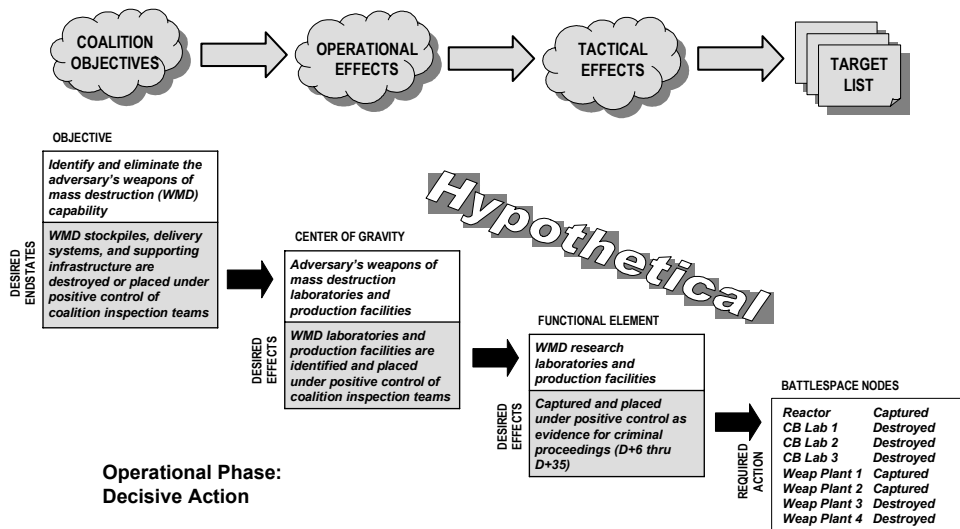 COALITION
OBJECTIVES
OPERATIONAL
EFFECTS
TACTICAL
EFFECTS
TARGET
LIST
OBJECTIVE
Identify and eliminate the
adversary's weapons of
mass destruction (WMD)
capability
DESIRED
ENDSTATES
WMD stockpiles, delivery
systems, and supporting
infrastructure are
destroyed or placed under
positive control of
coalition inspection teams
Hypothetical
CENTER OF GRAVITY
Adversary's weapons of
mass destruction
laboratories and
production facilities
DESIRED
EFFECTS
WMD laboratories and
production facilities are
identified and placed
under positive control of
coalition inspection teams
FUNCTIONAL ELEMENT
WMD research
laboratories and
production facilities
DESIRED
EFFECTS
Captured and placed
under positive control as
evidence for criminal
proceedings (D+6 thru
D+35)
BATTLESPACE NODES
REQUIRED
ACTION
Reactor Captured
CB Lab 1 Destroyed
CB Lab 2 Destroyed
CB Lab 3 Destroyed
Weap Plant 1 Captured
Weap Plant 2 Captured
Weap Plant 3 Destroyed
Weap Plant 4 Destroyed
Operational Phase:
Decisive Action